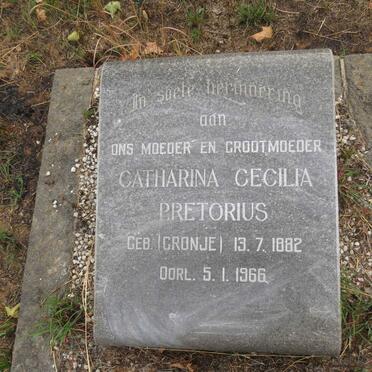 In soete herinnering
aan
ONS MOEDER EN GROOTMOEDER
CATHARINA CECILIA
PRETORIUS
GEB. (CRONJE) 13.7.1882
OORL. 5.1.1966